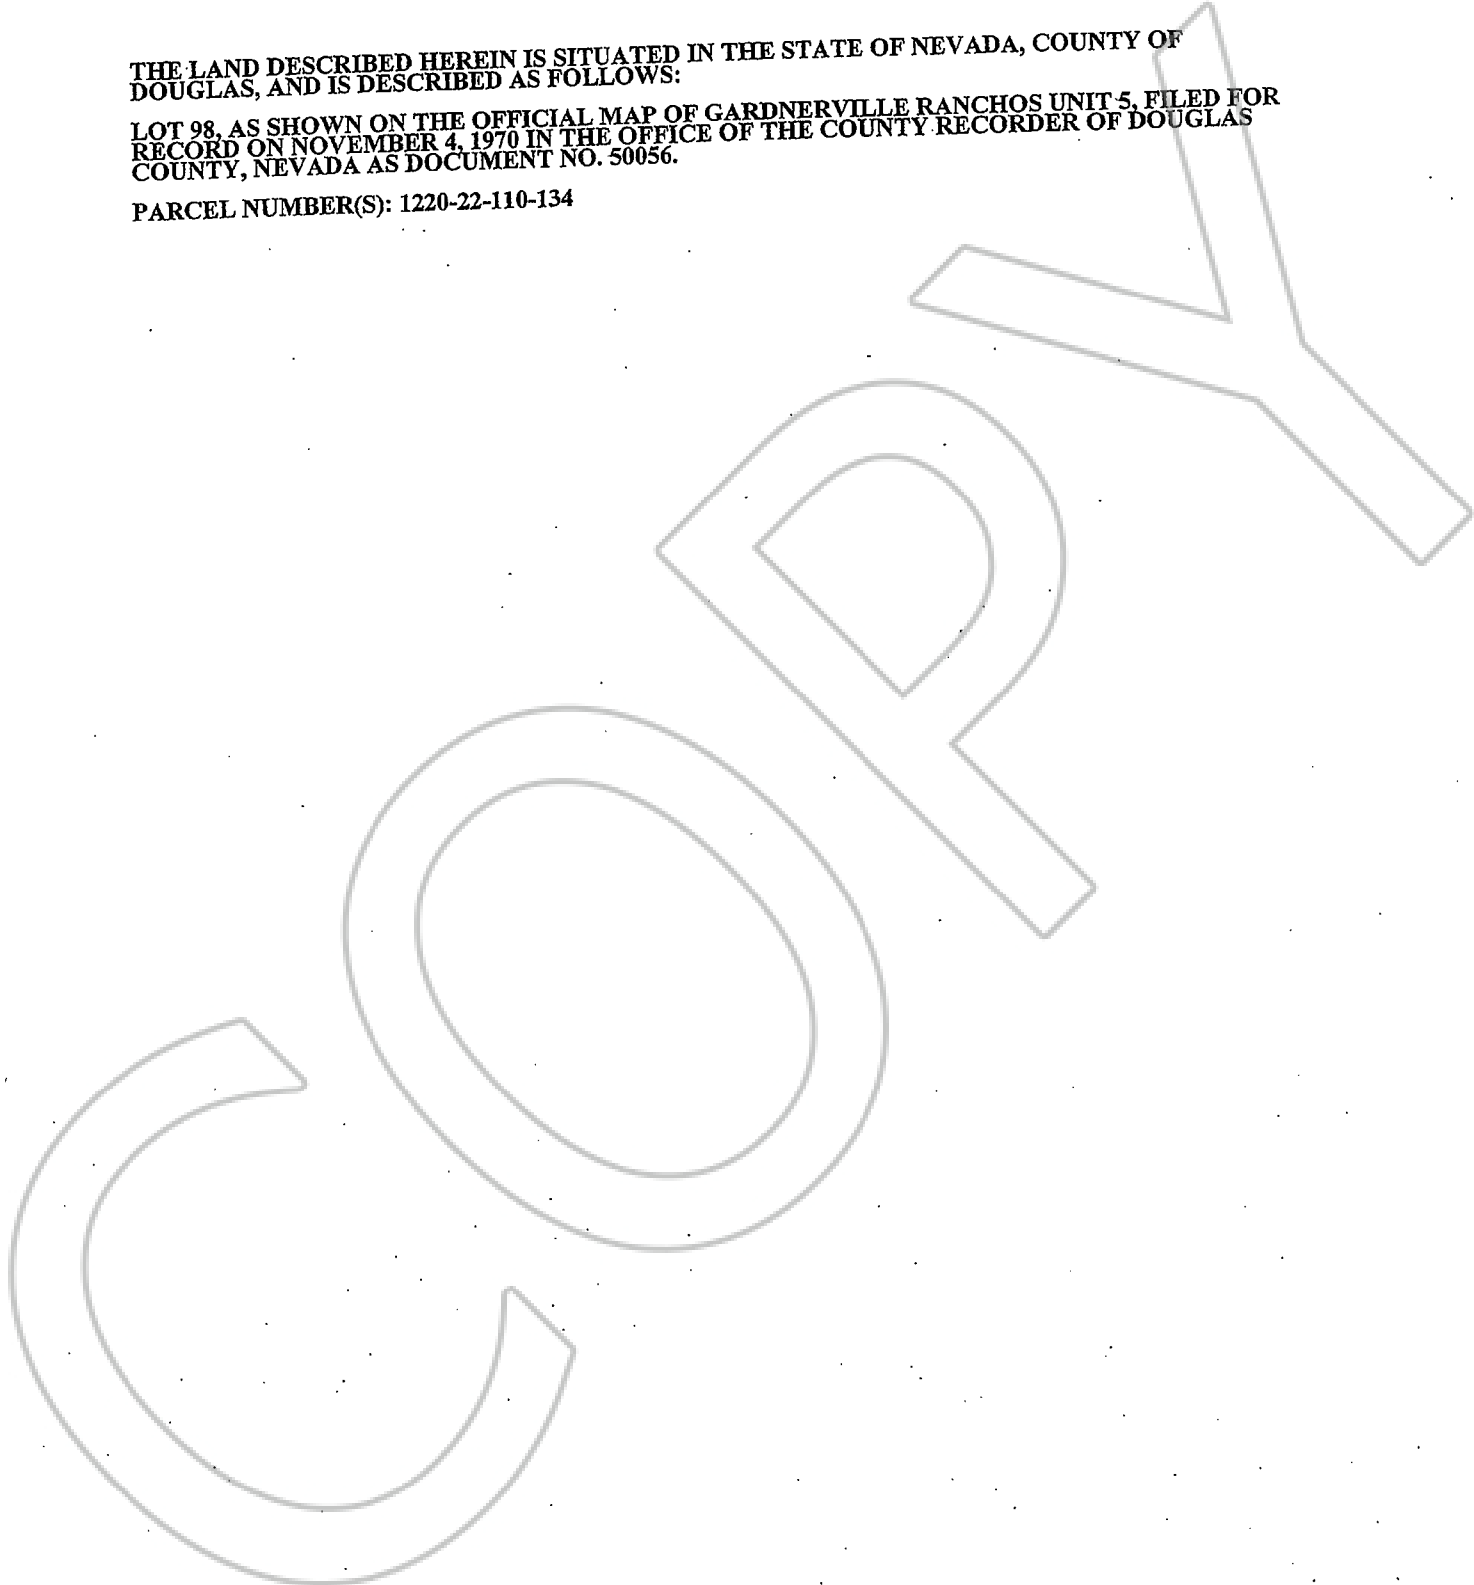 THE LAND DESCRIBED HEREIN IS SITUATED IN THE STATE OF NEVADA, COUNTY OF
DOUGLAS, AND IS DESCRIBED AS FOLLOWS:
LOT 98, AS SHOWN ON THE OFFICIAL MAP OF GARDNERVILLE RANCHOS UNIT 5, FILED FOR
RECORD ON NOVEMBER 4, 1970 IN THE OFFICE OF THE COUNTY RECORDER OF DOUGLAS
COUNTY, NEVADA AS DOCUMENT NO. 50056.
PARCEL NUMBER(S): 1220-22-110-134
COPY